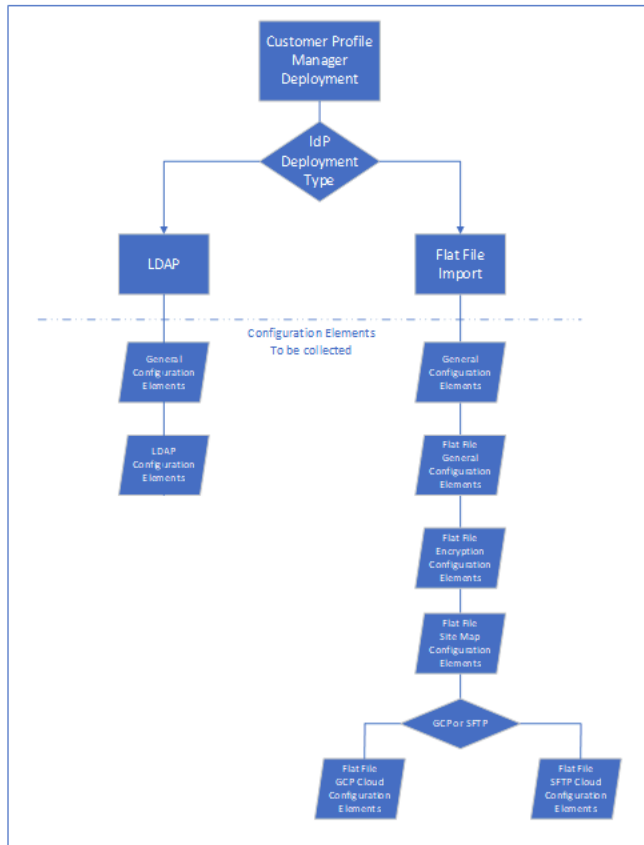 Customer Profile
Manager
Deployment
IdP
Deployment
Type
LDAP
Flat File
Import
Configuration Elements
To be collected
General
Configuration
Elements
General
Configuration
Elements
LDAP
Configuration
Elements
Flat File
General
Configuration
Elements
Flat File
Encryption
Configuration
Elements
Flat File
Site Map
Configuration
Elements
GCP or SFTP
Flat File
GCP Cloud
Configuration
Elements
Flat File
SFTP Cloud
Configuration
Elements